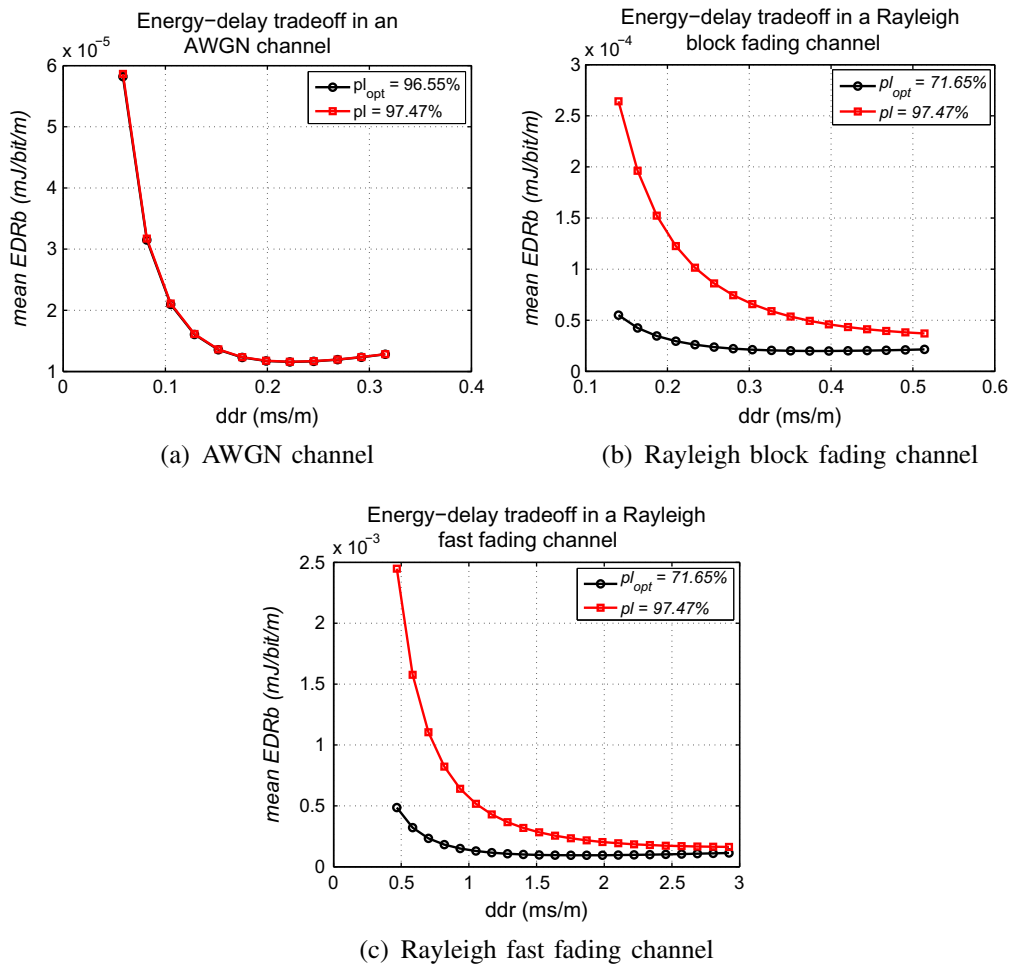 Energy−delay tradeoff in an
AWGN channel
x 10⁻⁵
6
5
4
3
2
1
0
0.1
0.2
0.3
0.4
mean EDRb (mJ/bit/m)
ddr (ms/m)
pl_opt = 96.55%
pl = 97.47%
(a) AWGN channel
Energy−delay tradeoff in a Rayleigh
block fading channel
x 10⁻⁴
3
2.5
2
1.5
1
0.5
0
0.1
0.2
0.3
0.4
0.5
0.6
mean EDRb (mJ/bit/m)
ddr (ms/m)
pl_opt = 71.65%
pl = 97.47%
(b) Rayleigh block fading channel
Energy−delay tradeoff in a Rayleigh
fast fading channel
x 10⁻³
2.5
2
1.5
1
0.5
0
0
0.5
1
1.5
2
2.5
3
mean EDRb (mJ/bit/m)
ddr (ms/m)
pl_opt = 71.65%
pl = 97.47%
(c) Rayleigh fast fading channel